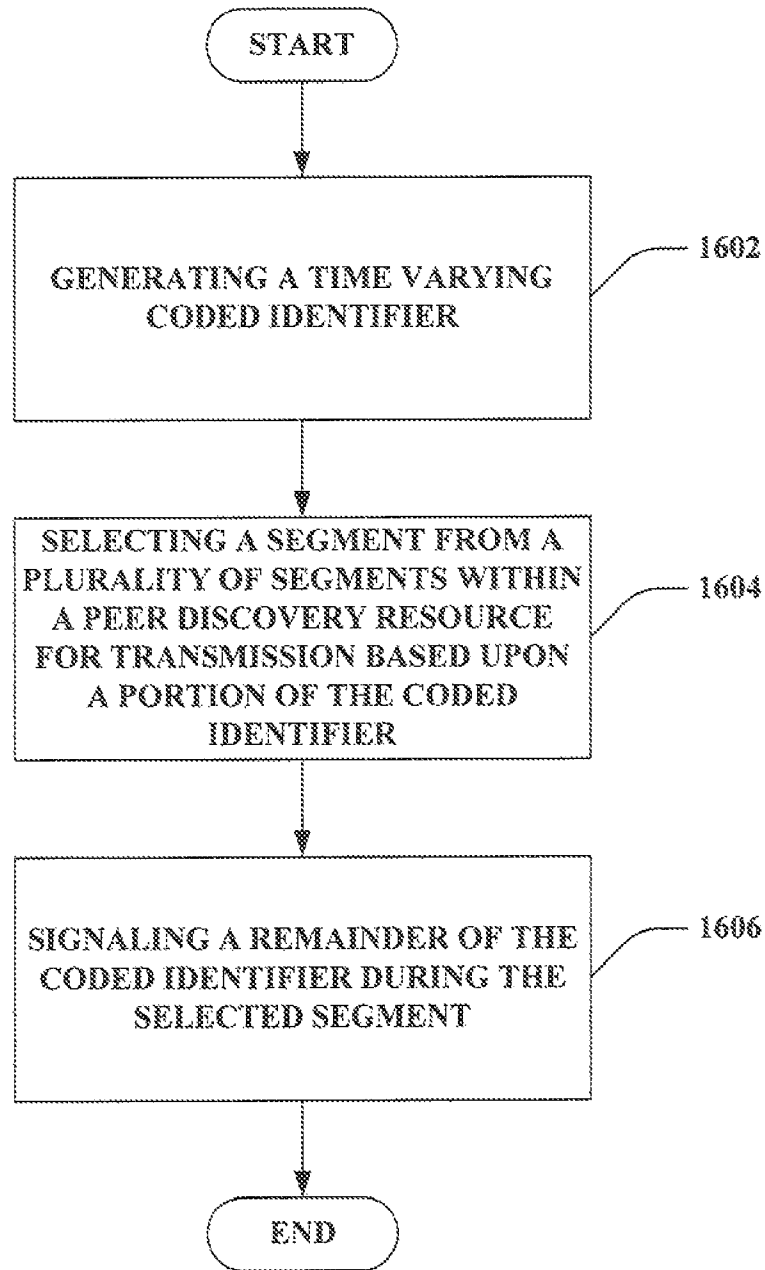 START
GENERATING A TIME VARYING
CODED IDENTIFIER
1602
SELECTING A SEGMENT FROM A
PLURALITY OF SEGMENTS WITHIN
A PEER DISCOVERY RESOURCE
FOR TRANSMISSION BASED UPON
A PORTION OF THE CODED
IDENTIFIER
1604
SIGNALING A REMAINDER OF THE
CODED IDENTIFIER DURING THE
SELECTED SEGMENT
1606
END